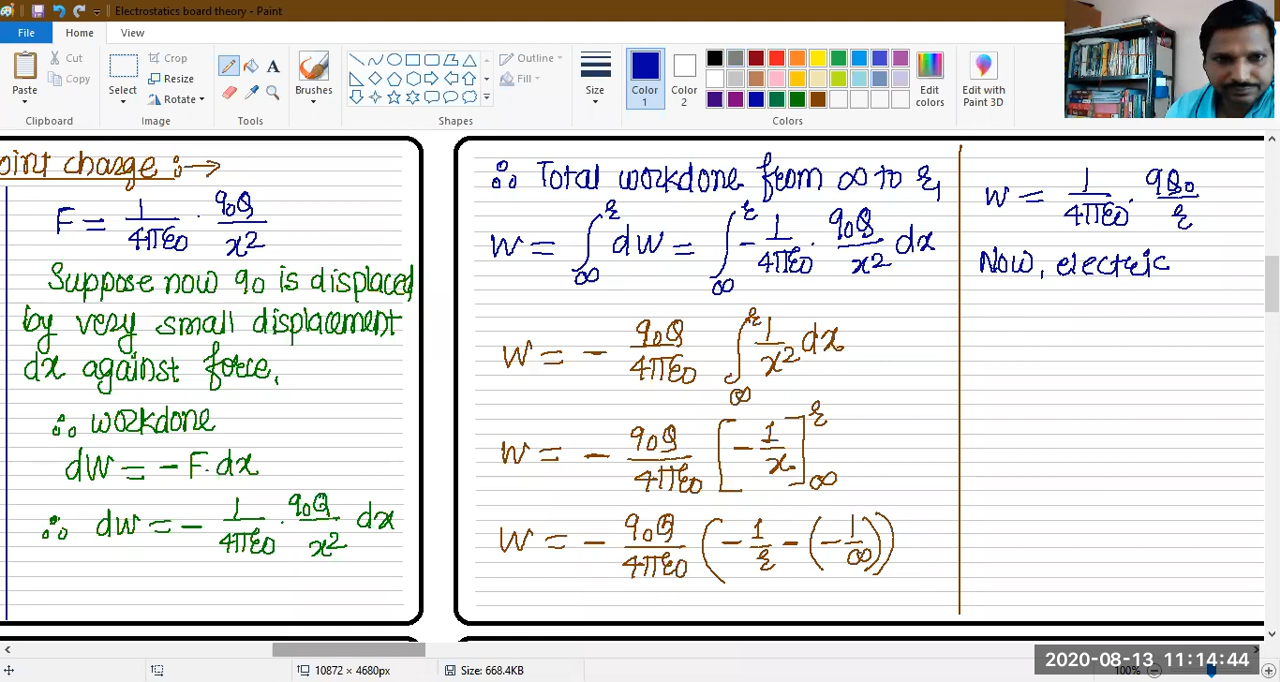 Electrostatics board theory - Paint
File
Home
View
Paste
Cut
Copy
Select
Crop
Resize
Rotate
Brushes
Outline
Fill
Size
Color 1
Color 2
Edit colors
Edit with Paint 3D
Clipboard
Image
Tools
Shapes
Colors
oint charge :→
F = 1/4πε0 · q0Q/x²
Suppose now q0 is displaced
by very small displacement
dx against force.
∴ workdone
dW = - F·dx
∴ dW = - 1/4πε0 · q0Q/x² dx
∴ Total workdone from ∞ to r,
W = ∫∞^r dW = ∫∞^r - 1/4πε0 · q0Q/x² dx
W = - q0Q/4πε0 ∫∞^r 1/x² dx
W = - q0Q/4πε0 [-1/x]∞^r
W = - q0Q/4πε0 (-1/r - (-1/∞))
W = 1/4πε0 · qQ0/r
Now, electric
10872 × 4680px
Size: 668.4KB
100%
2020-08-13 11:14:44